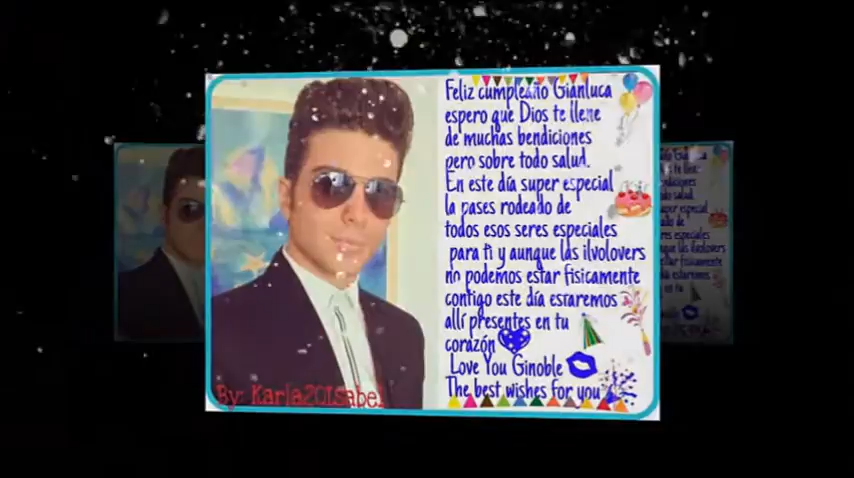 Feliz cumpleaño Gianluca
espero que Dios te llene
de muchas bendiciones
pero sobre todo salud.
En este día super especial
la pases rodeado de
todos esos seres especiales
para ti y aunque las ilvolovers
no podemos estar fisicamente
contigo este día estaremos
allí presentes en tu
corazón
Love You Ginoble
The best wishes for you
By: Karla201sabel